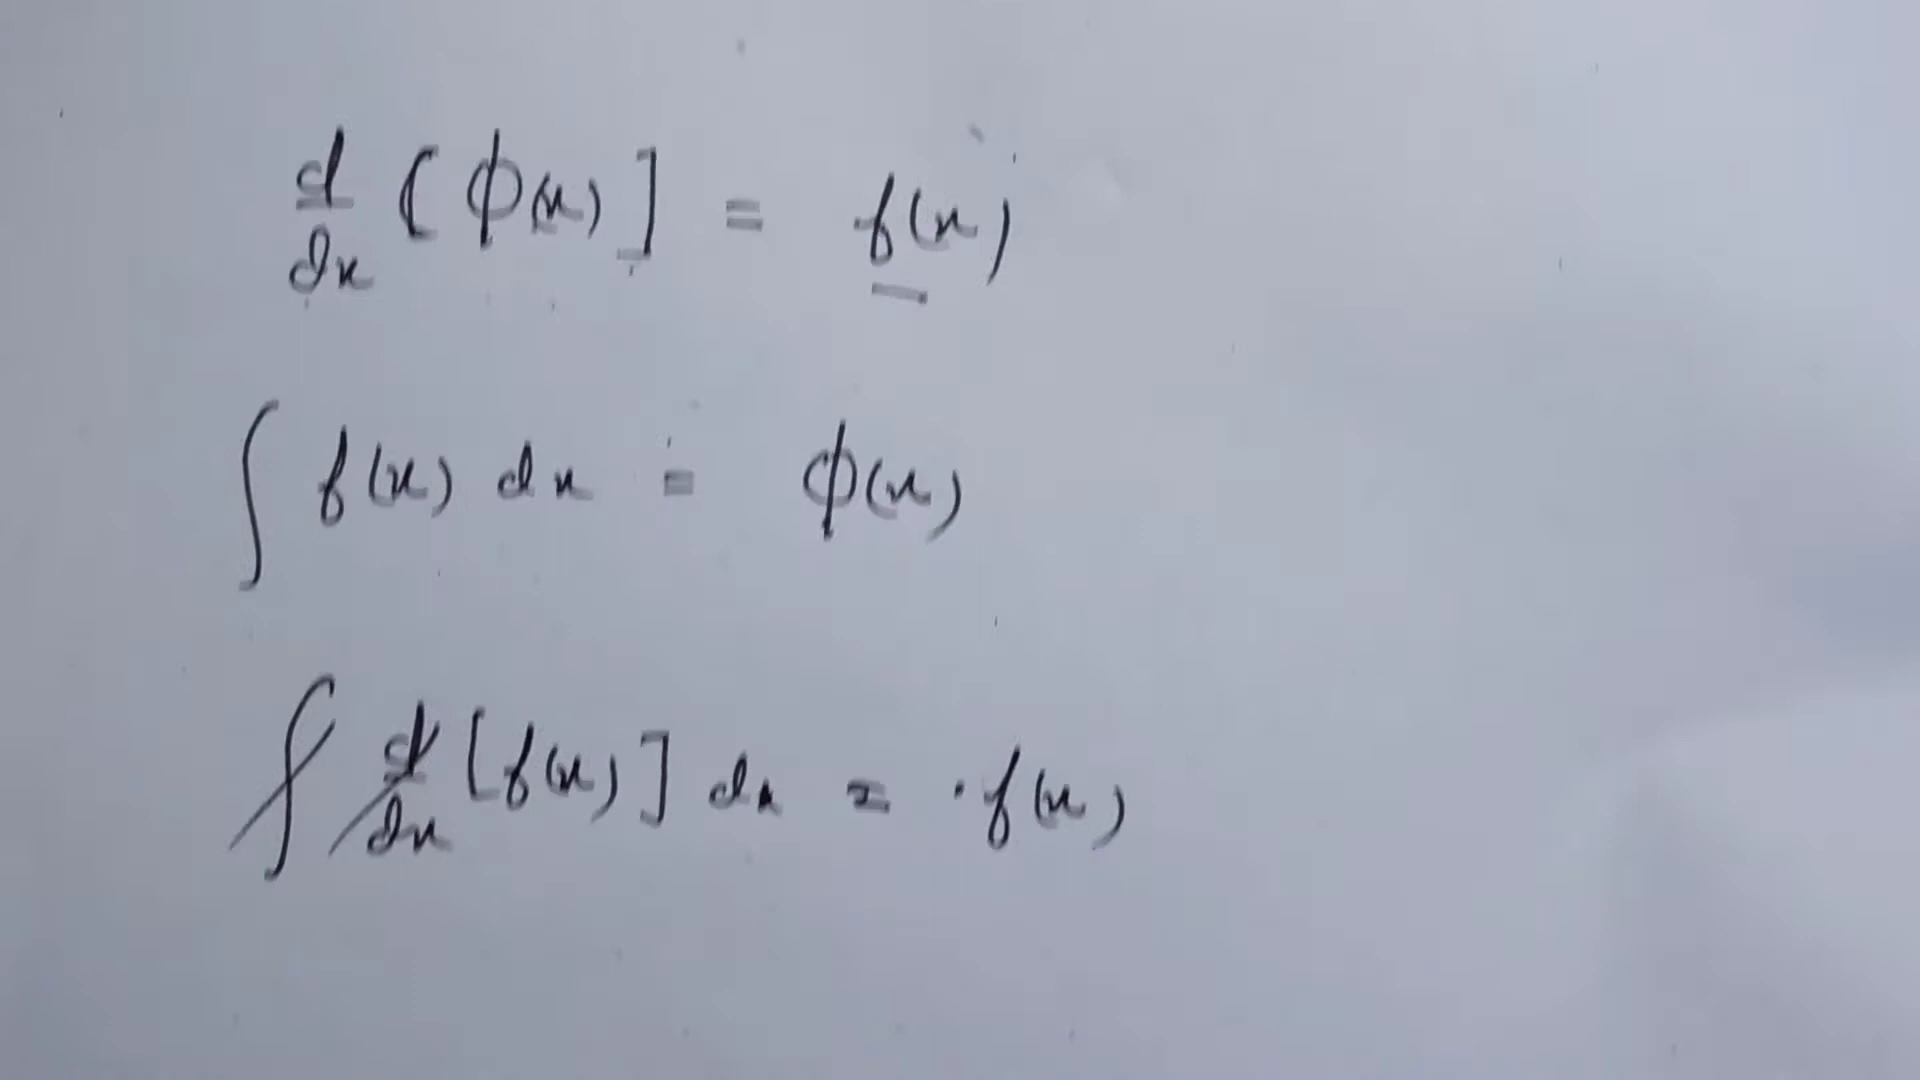 d/dx [ϕ(x)] = f(x)
∫ f(x) dx = ϕ(x)
∫ d/dx [f(x)] dx = f(x)